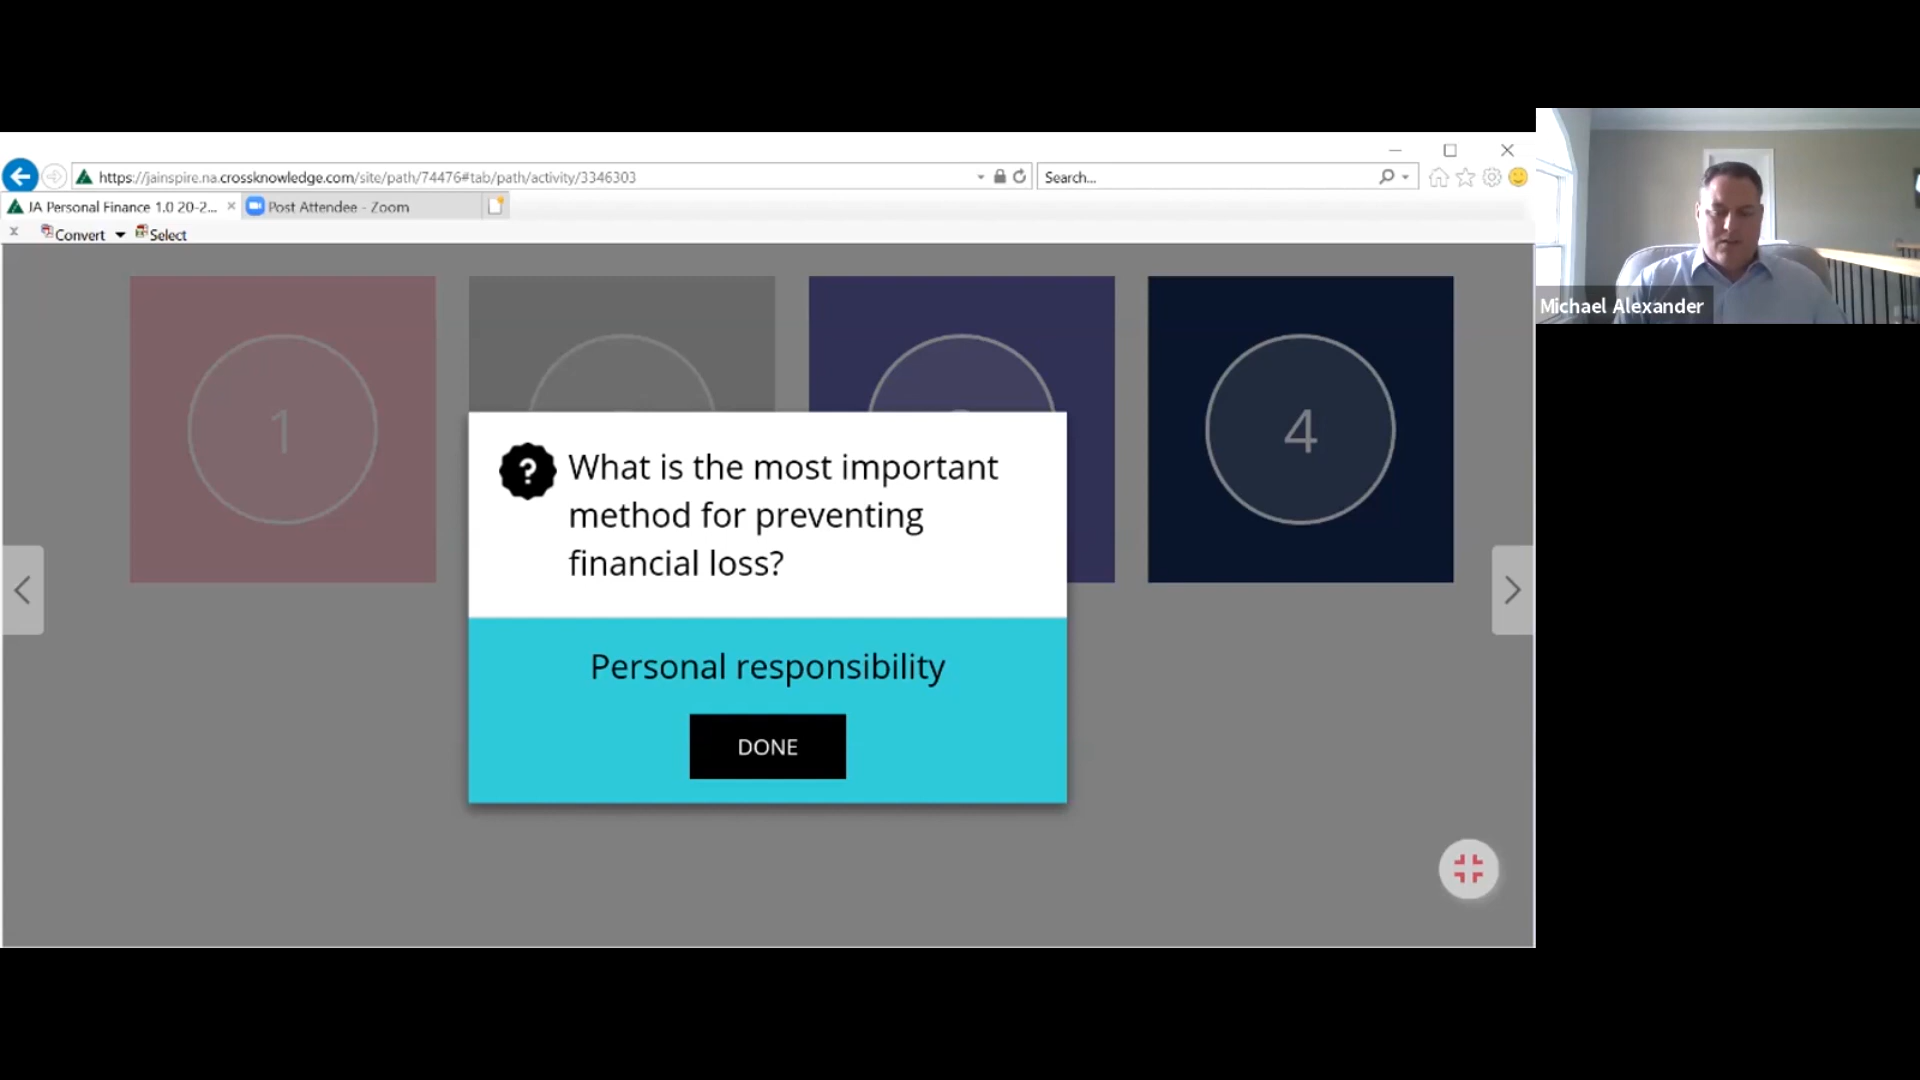 https://jainspire.na.crossknowledge.com/site/path/74476#tab/path/activity/3346303
Search...
JA Personal Finance 1.0 20-2...
Post Attendee - Zoom
x Convert Select
1
4
? What is the most important
method for preventing
financial loss?
Personal responsibility
DONE
Michael Alexander